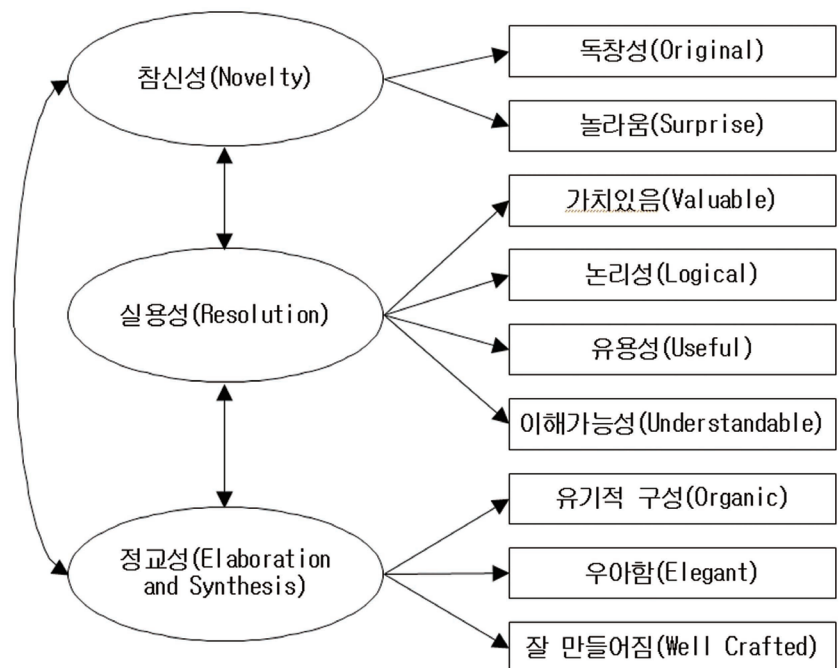 참신성(Novelty)
독창성(Original)
놀라움(Surprise)
실용성(Resolution)
가치있음(Valuable)
논리성(Logical)
유용성(Useful)
이해가능성(Understandable)
정교성(Elaboration
and Synthesis)
유기적 구성(Organic)
우아함(Elegant)
잘 만들어짐(Well Crafted)